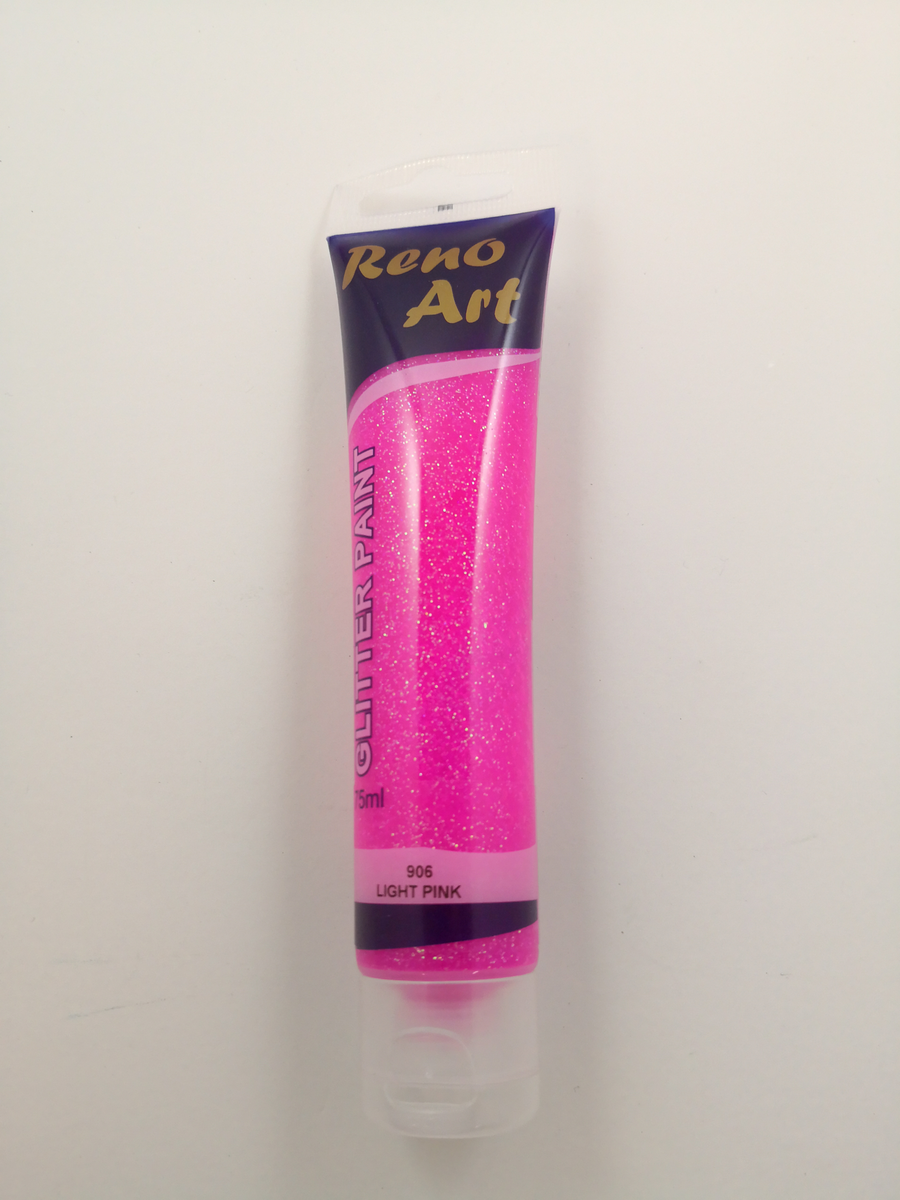 Reno
Art
GLITTER PAINT
75ml
906
LIGHT PINK